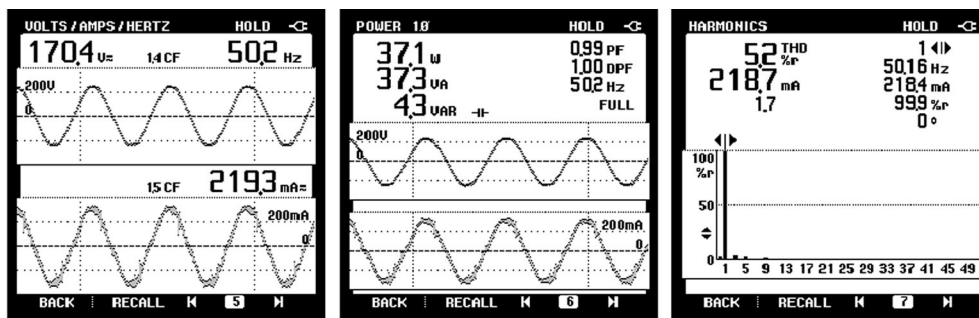 VOLTS / AMPS / HERTZ HOLD
170.4 V≂ 1.4 CF 50.2 Hz
200V
0
1.5 CF 219.3 mA≂
200mA
0
BACK RECALL 5
POWER 1Ø HOLD
37.1 W 0.99 PF
37.3 VA 1.00 DPF
4.3 VAR 50.2 Hz
FULL
200V
0
200mA
0
BACK RECALL 6
HARMONICS HOLD
5.2 THD %r 1
218.7 mA 50.16 Hz
1.7 218.4 mA
99.9 %r
0 °
100
%r
50
0
1 5 9 13 17 21 25 29 33 37 41 45 49
BACK RECALL 7